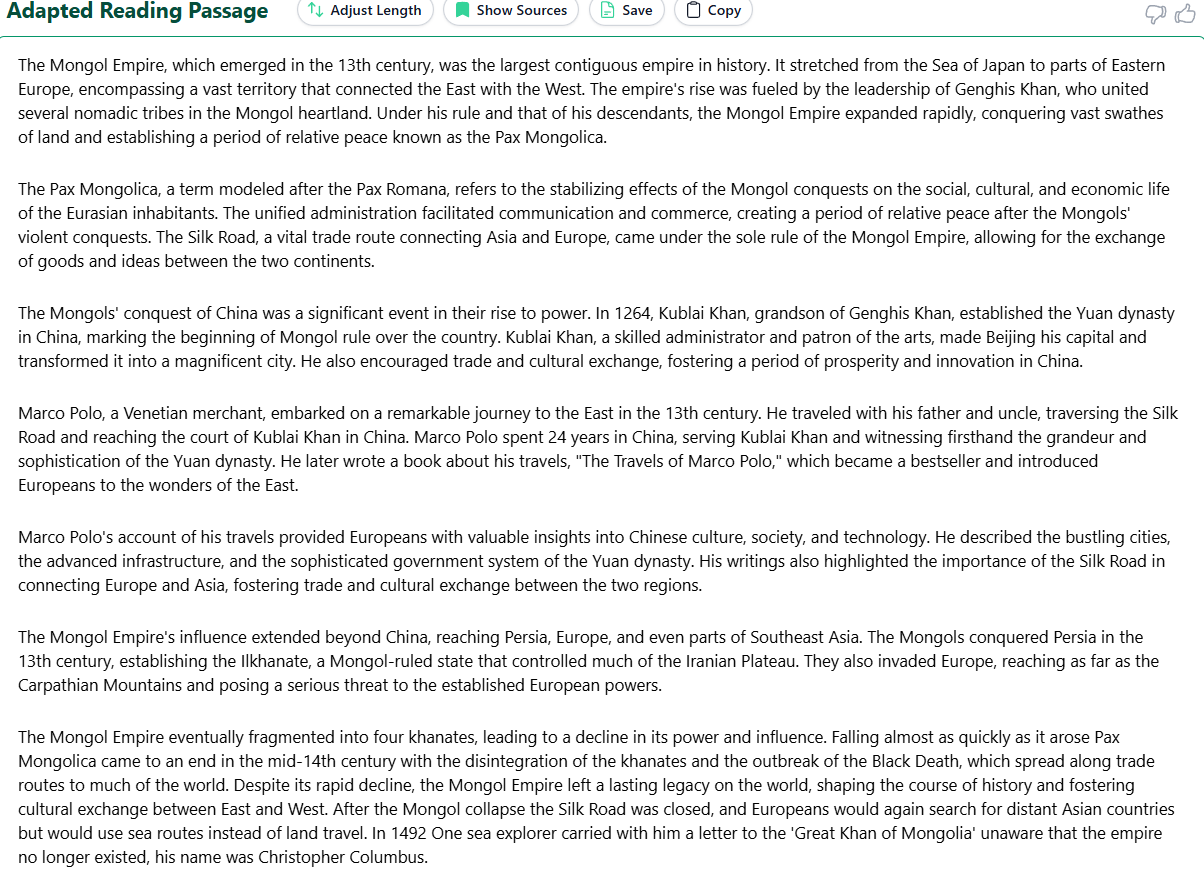 Adapted Reading Passage
Adjust Length
Show Sources
Save
Copy
The Mongol Empire, which emerged in the 13th century, was the largest contiguous empire in history. It stretched from the Sea of Japan to parts of Eastern
Europe, encompassing a vast territory that connected the East with the West. The empire's rise was fueled by the leadership of Genghis Khan, who united
several nomadic tribes in the Mongol heartland. Under his rule and that of his descendants, the Mongol Empire expanded rapidly, conquering vast swathes
of land and establishing a period of relative peace known as the Pax Mongolica.
The Pax Mongolica, a term modeled after the Pax Romana, refers to the stabilizing effects of the Mongol conquests on the social, cultural, and economic life
of the Eurasian inhabitants. The unified administration facilitated communication and commerce, creating a period of relative peace after the Mongols'
violent conquests. The Silk Road, a vital trade route connecting Asia and Europe, came under the sole rule of the Mongol Empire, allowing for the exchange
of goods and ideas between the two continents.
The Mongols' conquest of China was a significant event in their rise to power. In 1264, Kublai Khan, grandson of Genghis Khan, established the Yuan dynasty
in China, marking the beginning of Mongol rule over the country. Kublai Khan, a skilled administrator and patron of the arts, made Beijing his capital and
transformed it into a magnificent city. He also encouraged trade and cultural exchange, fostering a period of prosperity and innovation in China.
Marco Polo, a Venetian merchant, embarked on a remarkable journey to the East in the 13th century. He traveled with his father and uncle, traversing the Silk
Road and reaching the court of Kublai Khan in China. Marco Polo spent 24 years in China, serving Kublai Khan and witnessing firsthand the grandeur and
sophistication of the Yuan dynasty. He later wrote a book about his travels, "The Travels of Marco Polo," which became a bestseller and introduced
Europeans to the wonders of the East.
Marco Polo's account of his travels provided Europeans with valuable insights into Chinese culture, society, and technology. He described the bustling cities,
the advanced infrastructure, and the sophisticated government system of the Yuan dynasty. His writings also highlighted the importance of the Silk Road in
connecting Europe and Asia, fostering trade and cultural exchange between the two regions.
The Mongol Empire's influence extended beyond China, reaching Persia, Europe, and even parts of Southeast Asia. The Mongols conquered Persia in the
13th century, establishing the Ilkhanate, a Mongol-ruled state that controlled much of the Iranian Plateau. They also invaded Europe, reaching as far as the
Carpathian Mountains and posing a serious threat to the established European powers.
The Mongol Empire eventually fragmented into four khanates, leading to a decline in its power and influence. Falling almost as quickly as it arose Pax
Mongolica came to an end in the mid-14th century with the disintegration of the khanates and the outbreak of the Black Death, which spread along trade
routes to much of the world. Despite its rapid decline, the Mongol Empire left a lasting legacy on the world, shaping the course of history and fostering
cultural exchange between East and West. After the Mongol collapse the Silk Road was closed, and Europeans would again search for distant Asian countries
but would use sea routes instead of land travel. In 1492 One sea explorer carried with him a letter to the 'Great Khan of Mongolia' unaware that the empire
no longer existed, his name was Christopher Columbus.